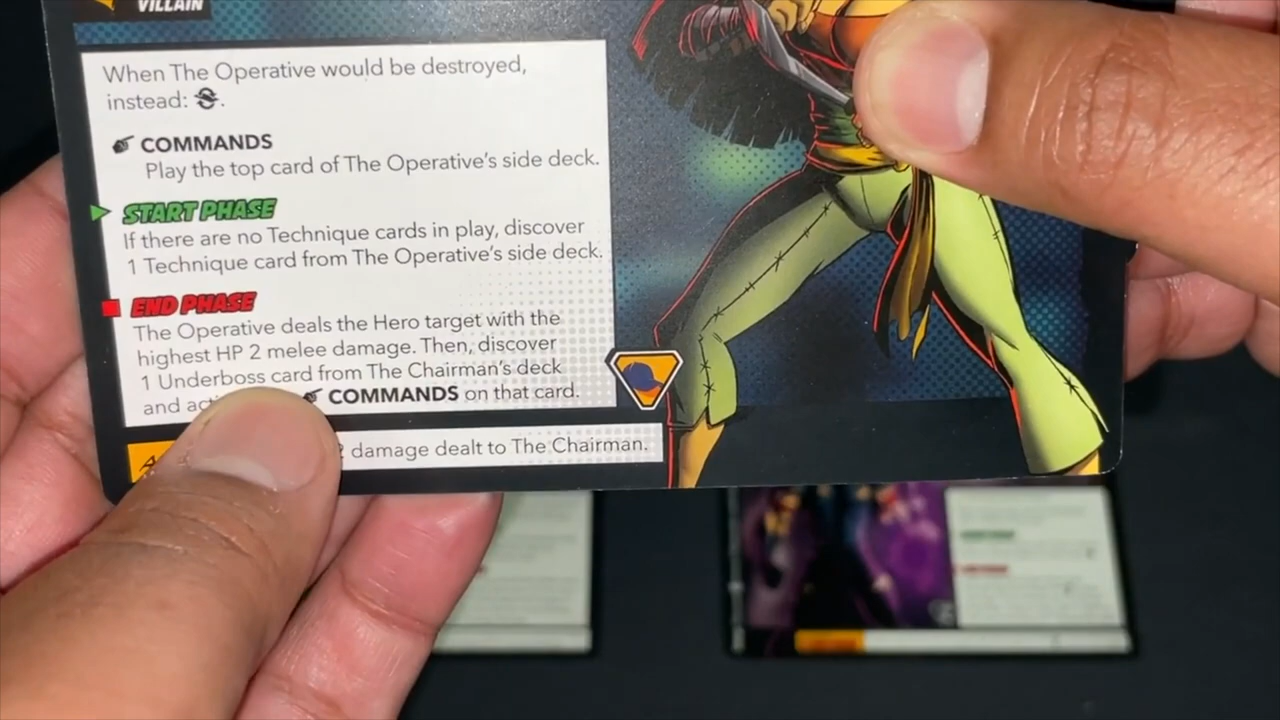 VILLAIN
When The Operative would be destroyed,
instead: .
COMMANDS
Play the top card of The Operative's side deck.
START PHASE
If there are no Technique cards in play, discover
1 Technique card from The Operative's side deck.
END PHASE
The Operative deals the Hero target with the
highest HP 2 melee damage. Then, discover
1 Underboss card from The Chairman's deck
and COMMANDS on that card.
damage dealt to The Chairman.